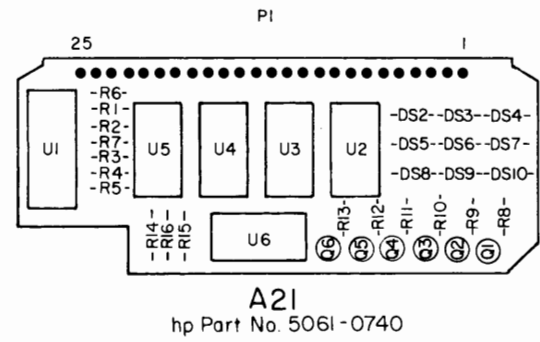 P1
25 1
-R6-
-R1-
-R2-
-R7-
-R3-
-R4-
-R5-
U1 U5 U4 U3 U2
-DS2--DS3--DS4-
-DS5--DS6--DS7-
-DS8--DS9--DS10-
-R14-
-R16-
-R15-
U6
-R13-
-R12-
-R11-
-R10-
-R9-
-R8-
Q6 Q5 Q4 Q3 Q2 Q1
A21
hp Part No. 5061-0740